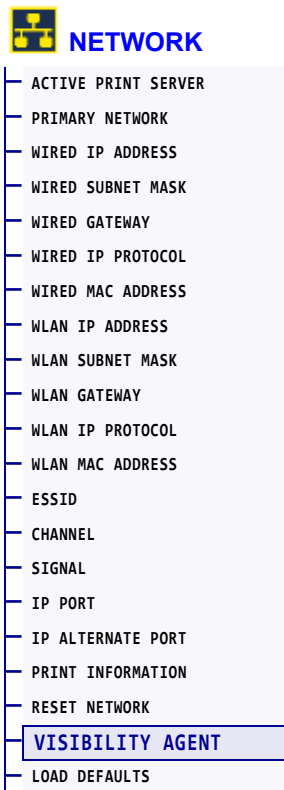 NETWORK
ACTIVE PRINT SERVER
PRIMARY NETWORK
WIRED IP ADDRESS
WIRED SUBNET MASK
WIRED GATEWAY
WIRED IP PROTOCOL
WIRED MAC ADDRESS
WLAN IP ADDRESS
WLAN SUBNET MASK
WLAN GATEWAY
WLAN IP PROTOCOL
WLAN MAC ADDRESS
ESSID
CHANNEL
SIGNAL
IP PORT
IP ALTERNATE PORT
PRINT INFORMATION
RESET NETWORK
VISIBILITY AGENT
LOAD DEFAULTS